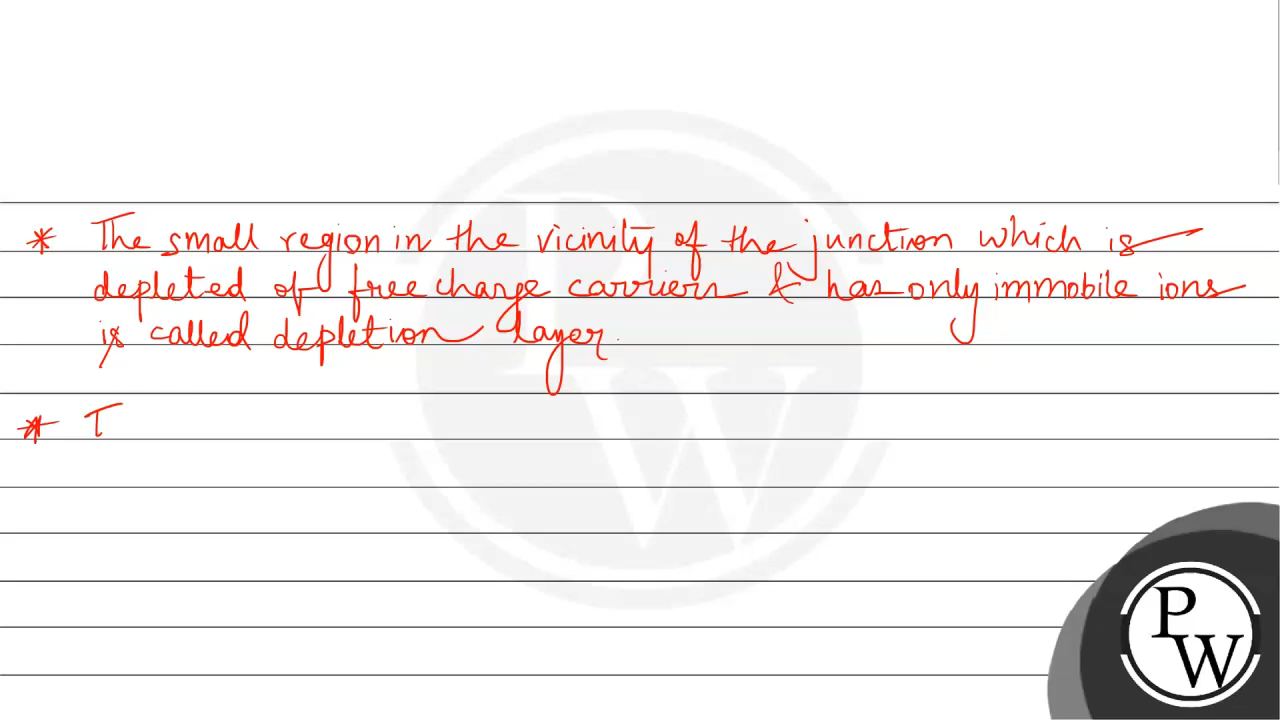 * The small region in the vicinity of the junction which is
depleted of free charge carriers & has only immobile ions
is called depletion layer.
* T
P
W
P
W